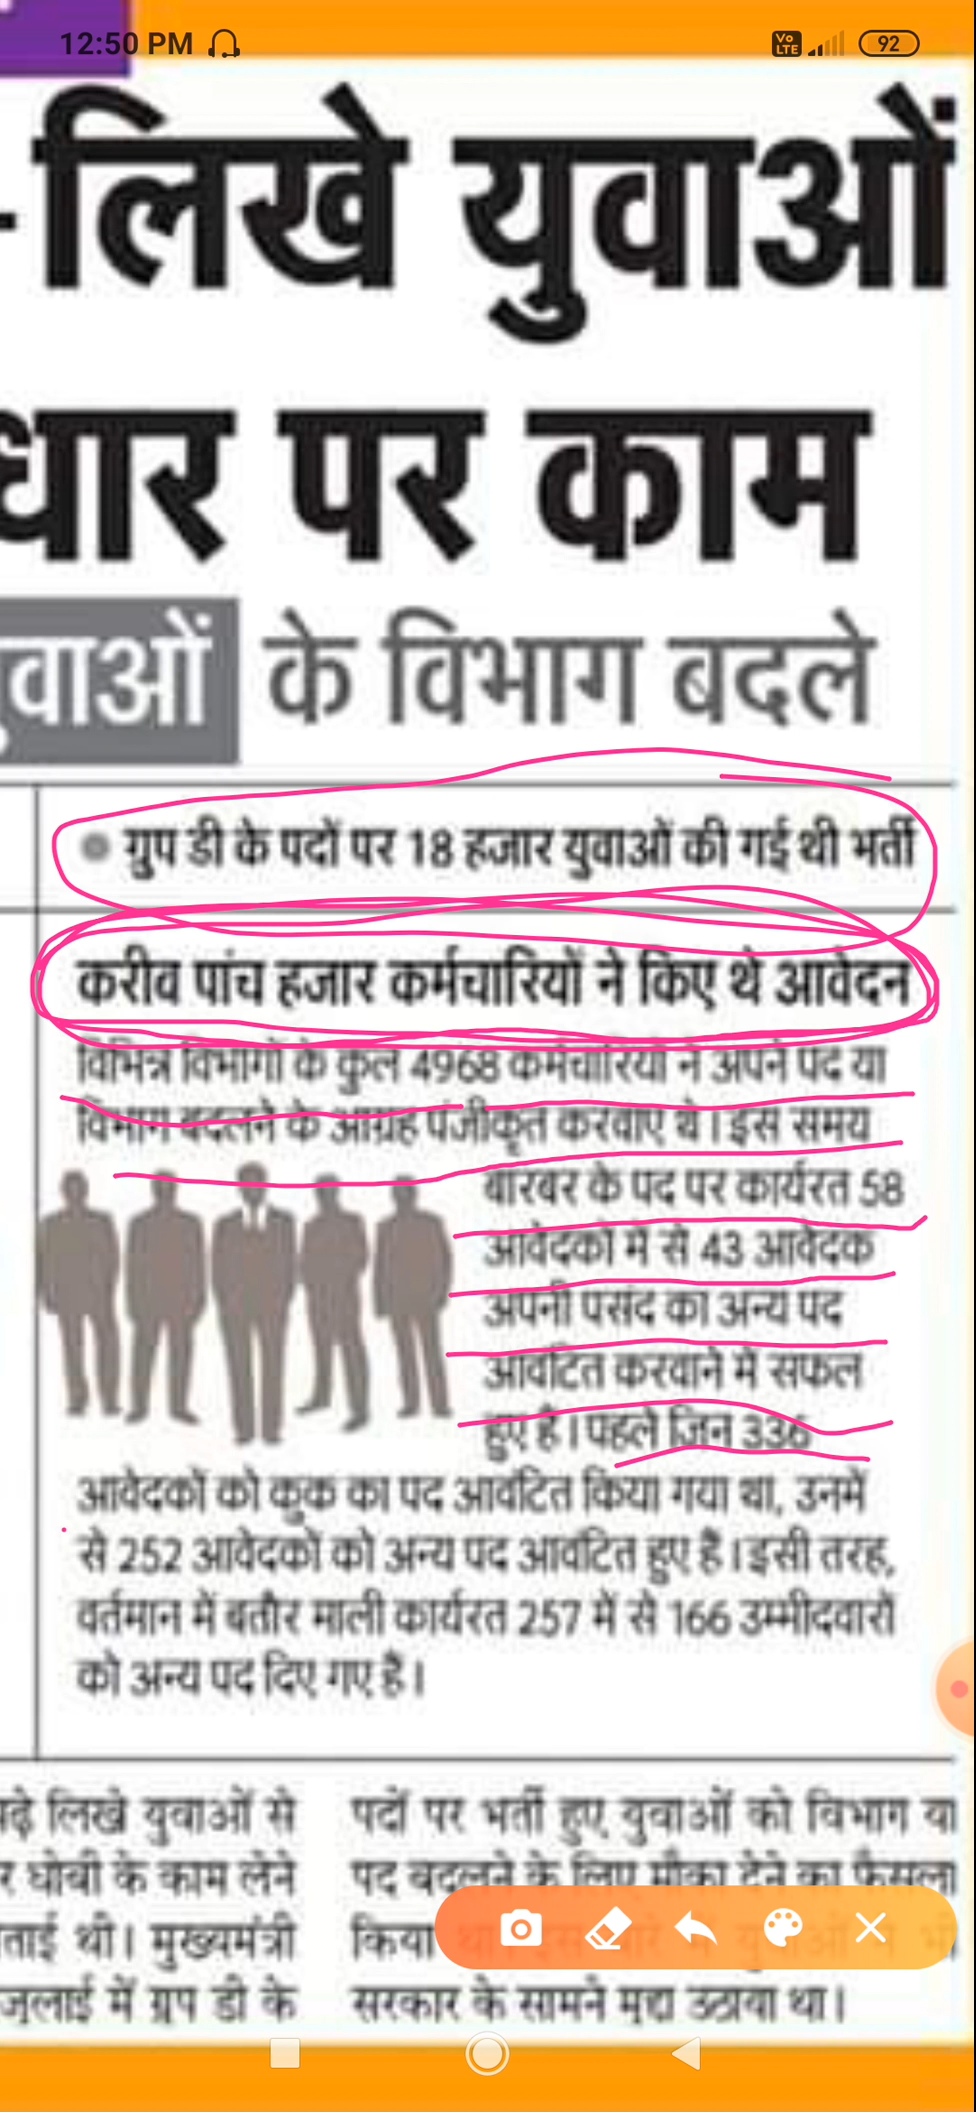 12:50 PM
Vo LTE
92
-लिखे युवाओं
धार पर काम
युवाओं के विभाग बदले
ग्रुप डी के पदों पर 18 हजार युवाओं की गई थी भर्ती
करीब पांच हजार कर्मचारियों ने किए थे आवेदन
विभिन्न विभागों के कुल 4968 कर्मचारियों ने अपने पद या
विभाग बदलने के आग्रह पंजीकृत करवाए थे। इस समय
बारबर के पद पर कार्यरत 58
आवेदकों में से 43 आवेदक
अपनी पसंद का अन्य पद
आवंटित करवाने में सफल
हुए हैं। पहले जिन 336
आवेदकों को कुक का पद आवंटित किया गया था, उनमें
से 252 आवेदकों को अन्य पद आवंटित हुए हैं। इसी तरह,
वर्तमान में बतौर माली कार्यरत 257 में से 166 उम्मीदवारों
को अन्य पद दिए गए हैं।
पढ़े लिखे युवाओं से
र धोबी के काम लेने
ताई थी। मुख्यमंत्री
जुलाई में ग्रुप डी के
पदों पर भर्ती हुए युवाओं को विभाग या
पद बदलने के लिए मौका देने का फैसला
किया
सरकार के सामने मुद्दा उठाया था।